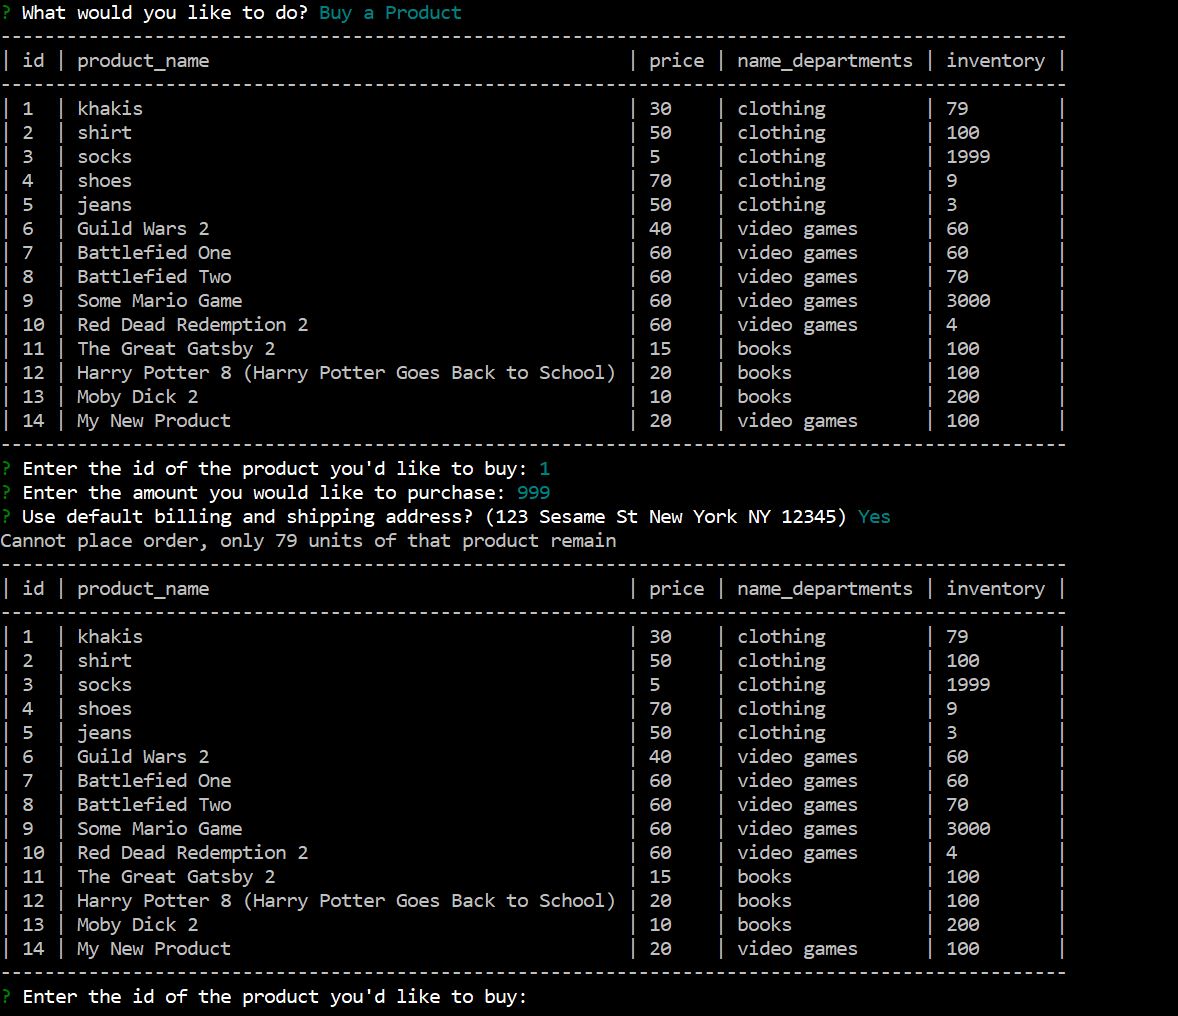 ? What would you like to do? Buy a Product
-------------------------------------------------------------------------------------------------
| id | product_name                                     | price | name_departments | inventory |
-------------------------------------------------------------------------------------------------
| 1  | khakis                                           | 30    | clothing         | 79        |
| 2  | shirt                                            | 50    | clothing         | 100       |
| 3  | socks                                            | 5     | clothing         | 1999      |
| 4  | shoes                                            | 70    | clothing         | 9         |
| 5  | jeans                                            | 50    | clothing         | 3         |
| 6  | Guild Wars 2                                     | 40    | video games      | 60        |
| 7  | Battlefied One                                   | 60    | video games      | 60        |
| 8  | Battlefied Two                                   | 60    | video games      | 70        |
| 9  | Some Mario Game                                  | 60    | video games      | 3000      |
| 10 | Red Dead Redemption 2                            | 60    | video games      | 4         |
| 11 | The Great Gatsby 2                               | 15    | books            | 100       |
| 12 | Harry Potter 8 (Harry Potter Goes Back to School) | 20    | books            | 100       |
| 13 | Moby Dick 2                                      | 10    | books            | 200       |
| 14 | My New Product                                   | 20    | video games      | 100       |
-------------------------------------------------------------------------------------------------
? Enter the id of the product you'd like to buy: 1
? Enter the amount you would like to purchase: 999
? Use default billing and shipping address? (123 Sesame St New York NY 12345) Yes
Cannot place order, only 79 units of that product remain
-------------------------------------------------------------------------------------------------
| id | product_name                                     | price | name_departments | inventory |
-------------------------------------------------------------------------------------------------
| 1  | khakis                                           | 30    | clothing         | 79        |
| 2  | shirt                                            | 50    | clothing         | 100       |
| 3  | socks                                            | 5     | clothing         | 1999      |
| 4  | shoes                                            | 70    | clothing         | 9         |
| 5  | jeans                                            | 50    | clothing         | 3         |
| 6  | Guild Wars 2                                     | 40    | video games      | 60        |
| 7  | Battlefied One                                   | 60    | video games      | 60        |
| 8  | Battlefied Two                                   | 60    | video games      | 70        |
| 9  | Some Mario Game                                  | 60    | video games      | 3000      |
| 10 | Red Dead Redemption 2                            | 60    | video games      | 4         |
| 11 | The Great Gatsby 2                               | 15    | books            | 100       |
| 12 | Harry Potter 8 (Harry Potter Goes Back to School) | 20    | books            | 100       |
| 13 | Moby Dick 2                                      | 10    | books            | 200       |
| 14 | My New Product                                   | 20    | video games      | 100       |
-------------------------------------------------------------------------------------------------
? Enter the id of the product you'd like to buy: